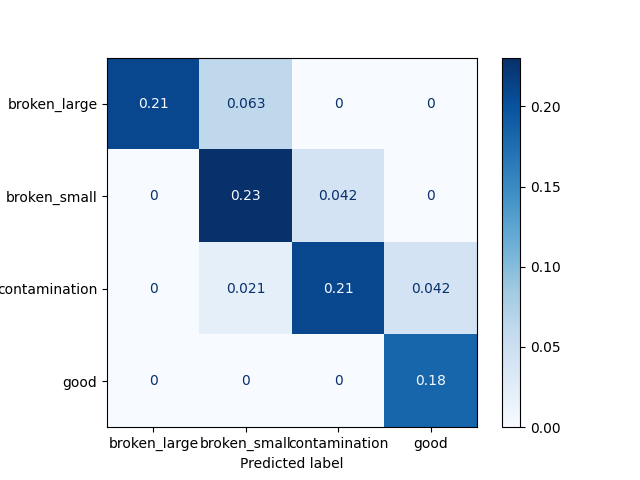 broken_large 0.21 0.063 0 0
0.20
broken_small 0 0.23 0.042 0
0.15
0.10
contamination 0 0.021 0.21 0.042
0.05
good 0 0 0 0.18
0.00
broken_large broken_small contamination good
Predicted label